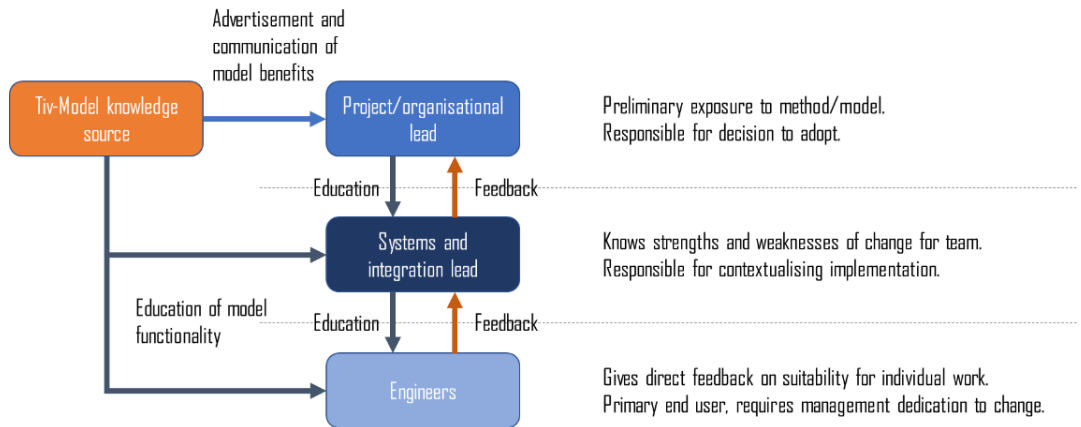 Advertisement and
communication of
model benefits
Tiv-Model knowledge
source
Project/organisational
lead
Preliminary exposure to method/model.
Responsible for decision to adopt.
Education
Feedback
Systems and
integration lead
Knows strengths and weaknesses of change for team.
Responsible for contextualising implementation.
Education of model
functionality
Education
Feedback
Engineers
Gives direct feedback on suitability for individual work.
Primary end user, requires management dedication to change.